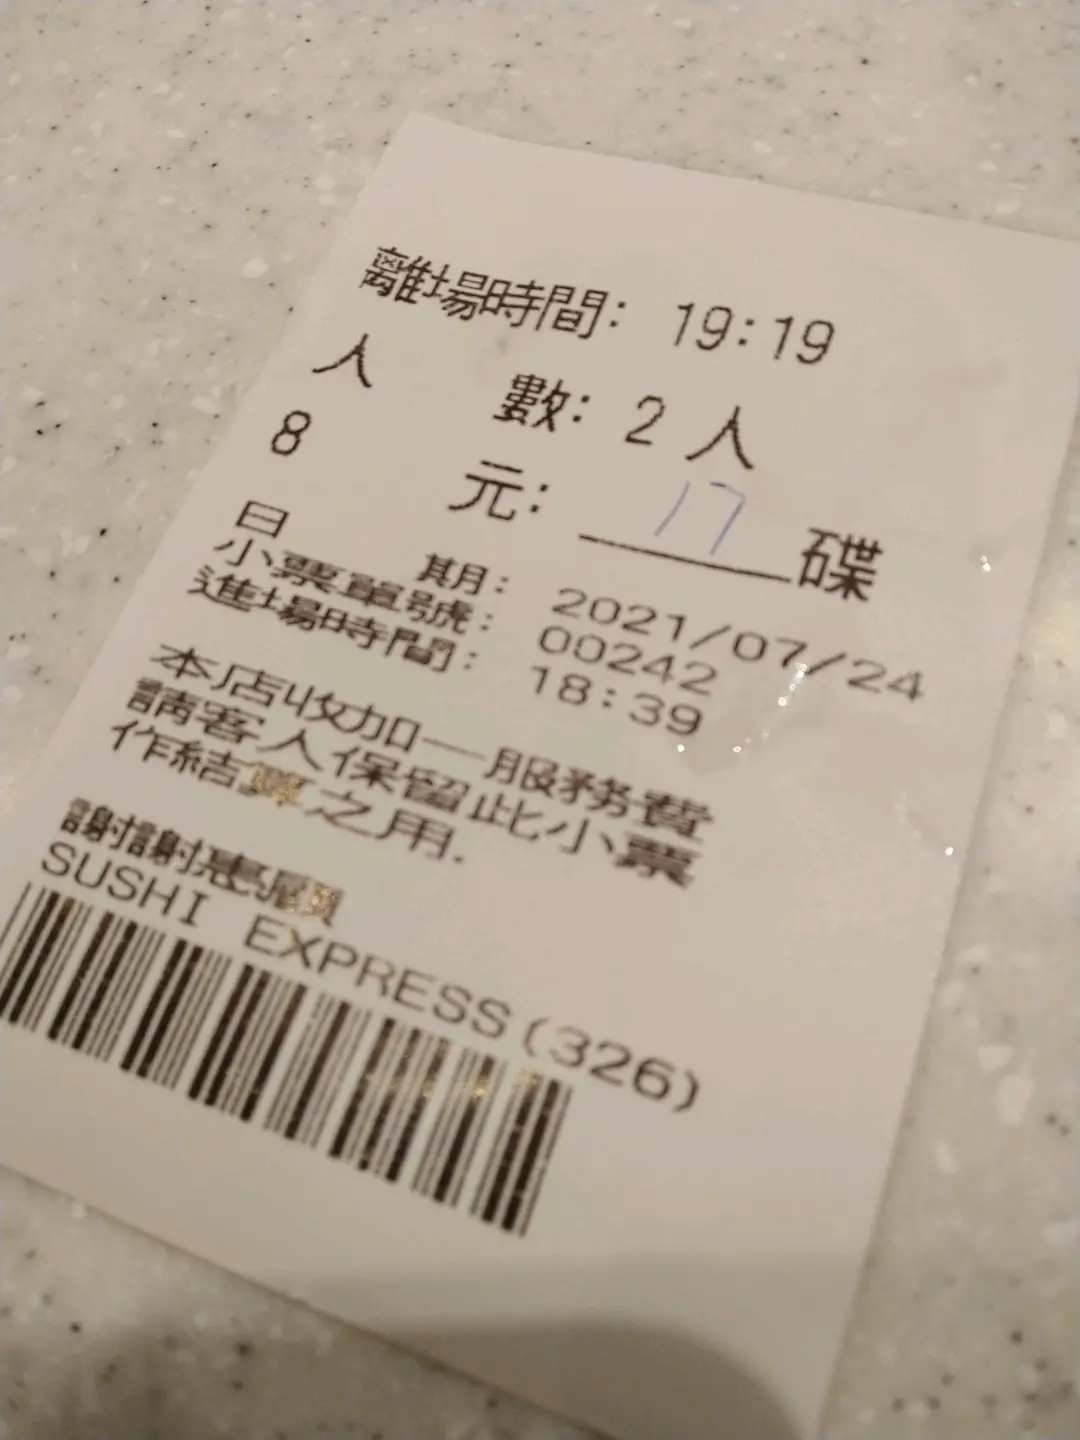 離場時間: 19:19
人 數: 2 人
8 元: 17 碟
日 期: 2021/07/24
小票單號: 00242
進場時間: 18:39
本店收加一服務費
請客人保留此小票
作結算之用.
謝謝惠顧
SUSHI EXPRESS(326)